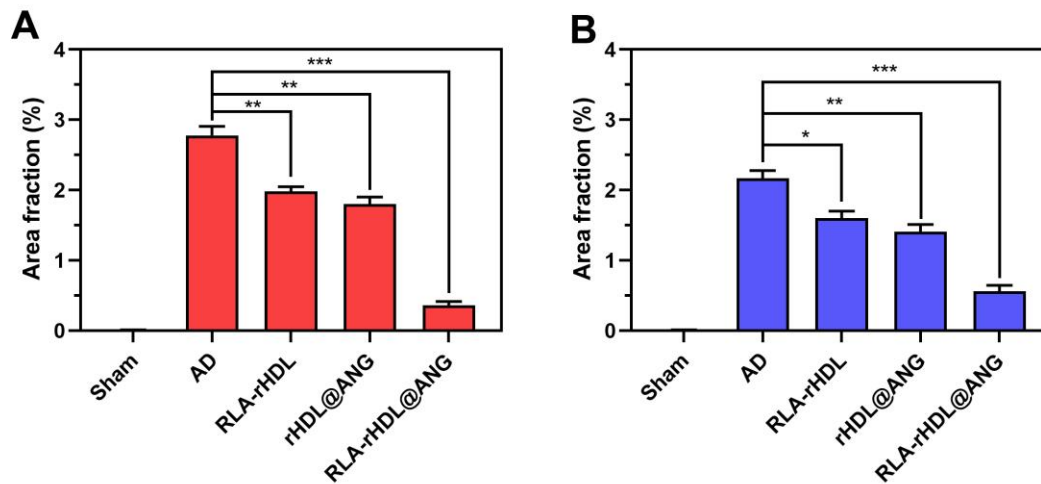 A
Area fraction (%)
4
3
2
1
0
***
**
**
Sham
AD
RLA-rHDL
rHDL@ANG
RLA-rHDL@ANG
B
Area fraction (%)
4
3
2
1
0
***
**
*
Sham
AD
RLA-rHDL
rHDL@ANG
RLA-rHDL@ANG